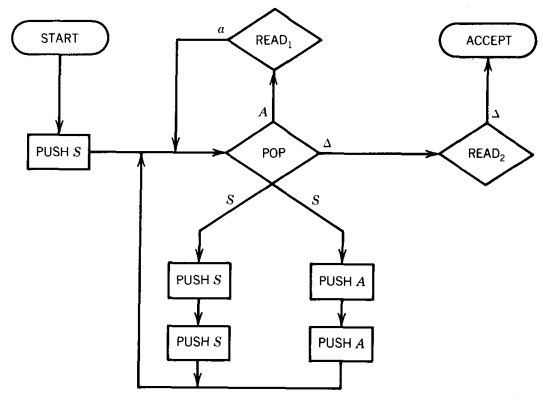 START
a
READ₁
ACCEPT
A
Δ
PUSH S
POP
Δ
READ₂
S
S
PUSH S
PUSH A
PUSH S
PUSH A